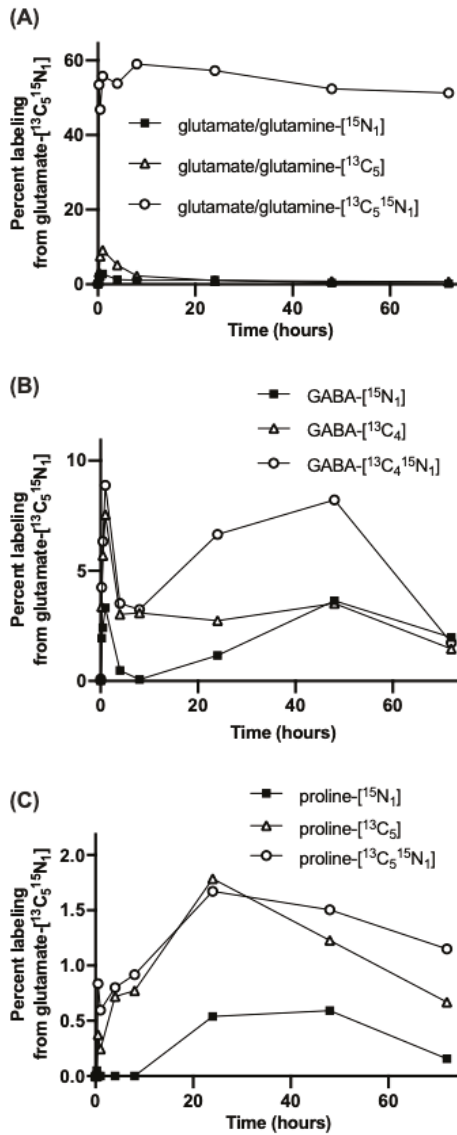 (A)
Percent labeling
from glutamate-[¹³C₅¹⁵N₁]
60
40
20
0
glutamate/glutamine-[¹⁵N₁]
glutamate/glutamine-[¹³C₅]
glutamate/glutamine-[¹³C₅¹⁵N₁]
0 20 40 60
Time (hours)
(B)
GABA-[¹⁵N₁]
GABA-[¹³C₄]
GABA-[¹³C₄¹⁵N₁]
Percent labeling
from glutamate-[¹³C₅¹⁵N₁]
10
5
0
0 20 40 60
Time (hours)
(C)
proline-[¹⁵N₁]
proline-[¹³C₅]
proline-[¹³C₅¹⁵N₁]
Percent labeling
from glutamate-[¹³C₅¹⁵N₁]
2.0
1.5
1.0
0.5
0.0
0 20 40 60
Time (hours)